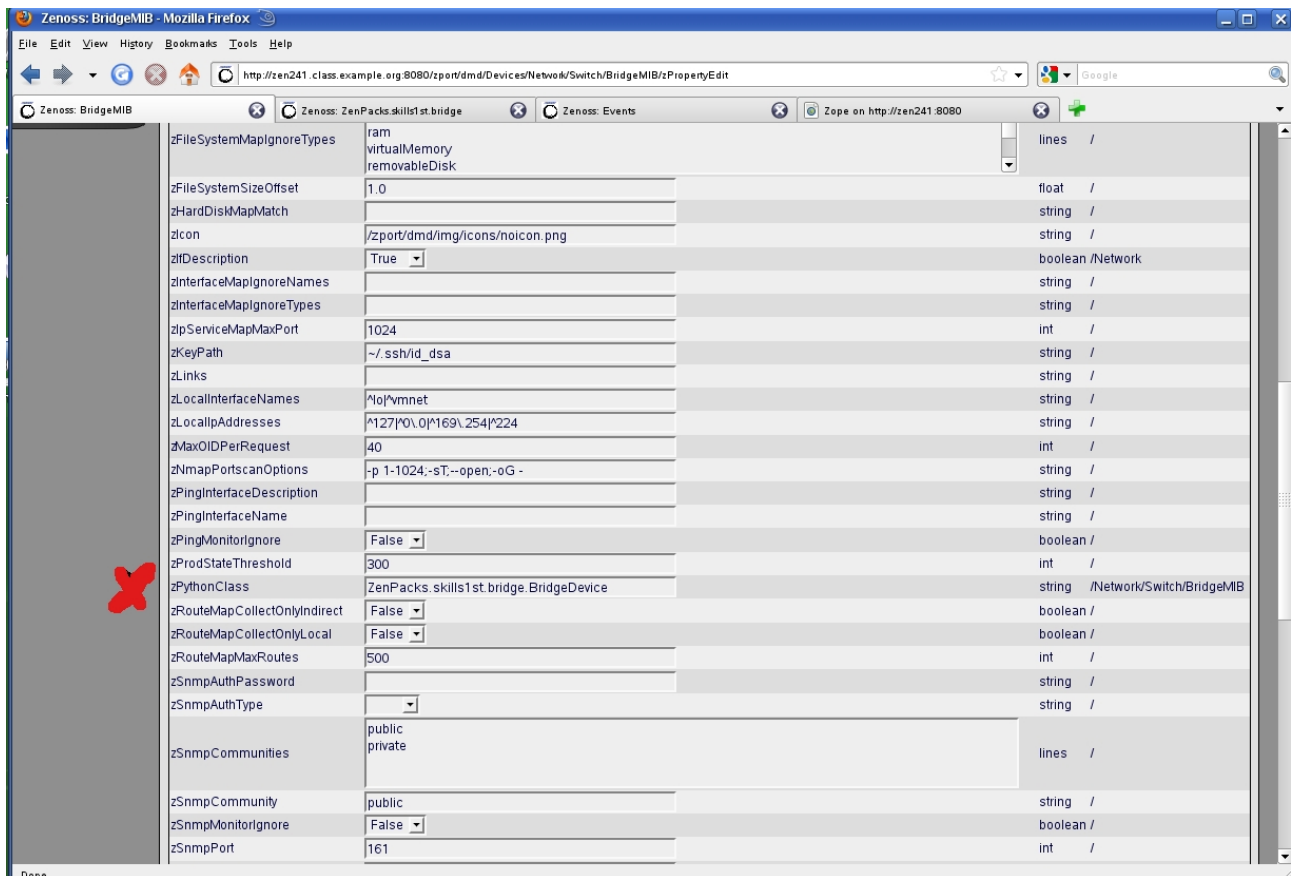 Zenoss: BridgeMIB - Mozilla Firefox
File Edit View History Bookmarks Tools Help
http://zen241.class.example.org:8080/zport/dmd/Devices/Network/Switch/BridgeMIB/zPropertyEdit Google
Zenoss: BridgeMIB Zenoss: ZenPacks.skills1st.bridge Zenoss: Events Zope on http://zen241:8080
zFileSystemMapIgnoreTypes ram lines /
virtualMemory
removableDisk
zFileSystemSizeOffset 1.0 float /
zHardDiskMapMatch string /
zIcon /zport/dmd/img/icons/noicon.png string /
zIfDescription True boolean /Network
zInterfaceMapIgnoreNames string /
zInterfaceMapIgnoreTypes string /
zIpServiceMapMaxPort 1024 int /
zKeyPath ~/.ssh/id_dsa string /
zLinks string /
zLocalInterfaceNames ^lo|^vmnet string /
zLocalIpAddresses ^127|^0\.0|^169\.254|^224 string /
zMaxOIDPerRequest 40 int /
zNmapPortscanOptions -p 1-1024;-sT;--open;-oG - string /
zPingInterfaceDescription string /
zPingInterfaceName string /
zPingMonitorIgnore False boolean /
zProdStateThreshold 300 int /
zPythonClass ZenPacks.skills1st.bridge.BridgeDevice string /Network/Switch/BridgeMIB
zRouteMapCollectOnlyIndirect False boolean /
zRouteMapCollectOnlyLocal False boolean /
zRouteMapMaxRoutes 500 int /
zSnmpAuthPassword string /
zSnmpAuthType string /
zSnmpCommunities public lines /
private
zSnmpCommunity public string /
zSnmpMonitorIgnore False boolean /
zSnmpPort 161 int /
Done